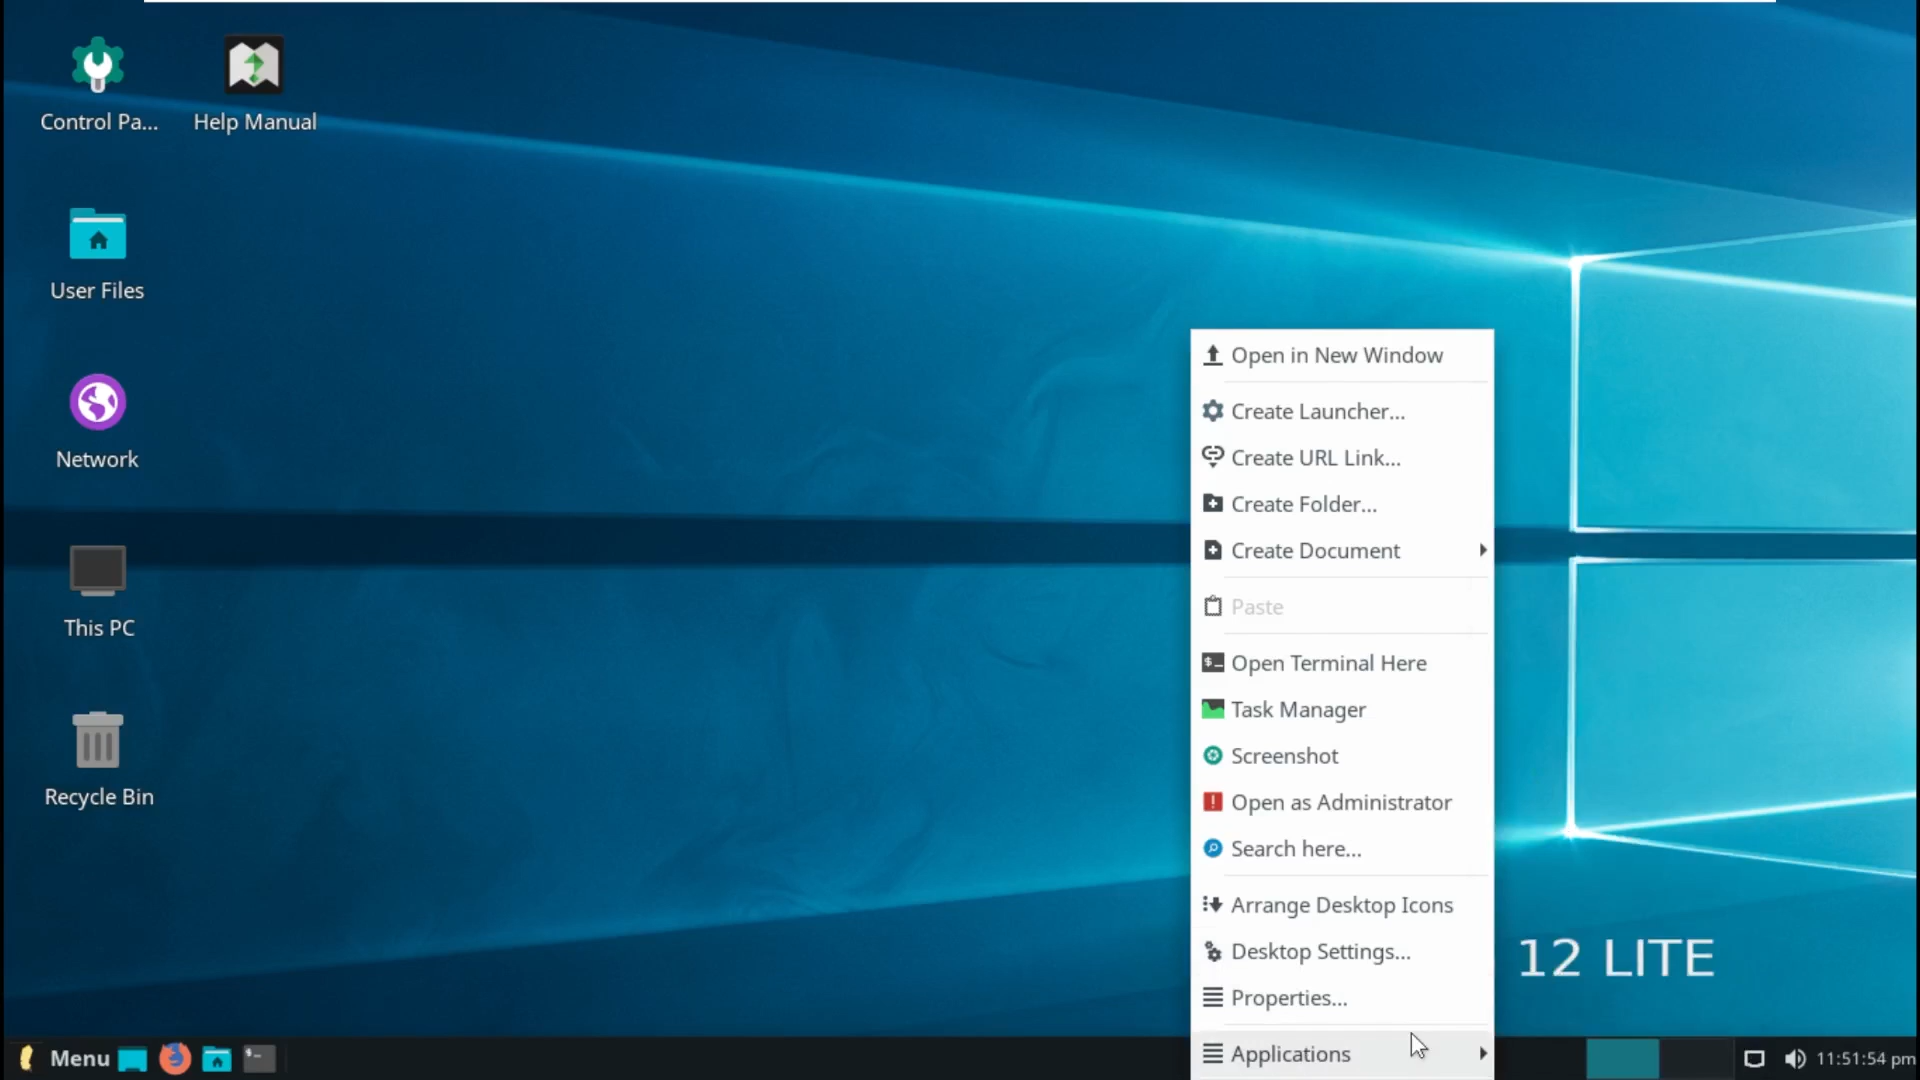 Control Pa...
Help Manual
User Files
Network
This PC
Recycle Bin
Open in New Window
Create Launcher...
Create URL Link...
Create Folder...
Create Document
Paste
Open Terminal Here
Task Manager
Screenshot
Open as Administrator
Search here...
Arrange Desktop Icons
Desktop Settings...
Properties...
Applications
12 LITE
Menu
11:51:54 pm